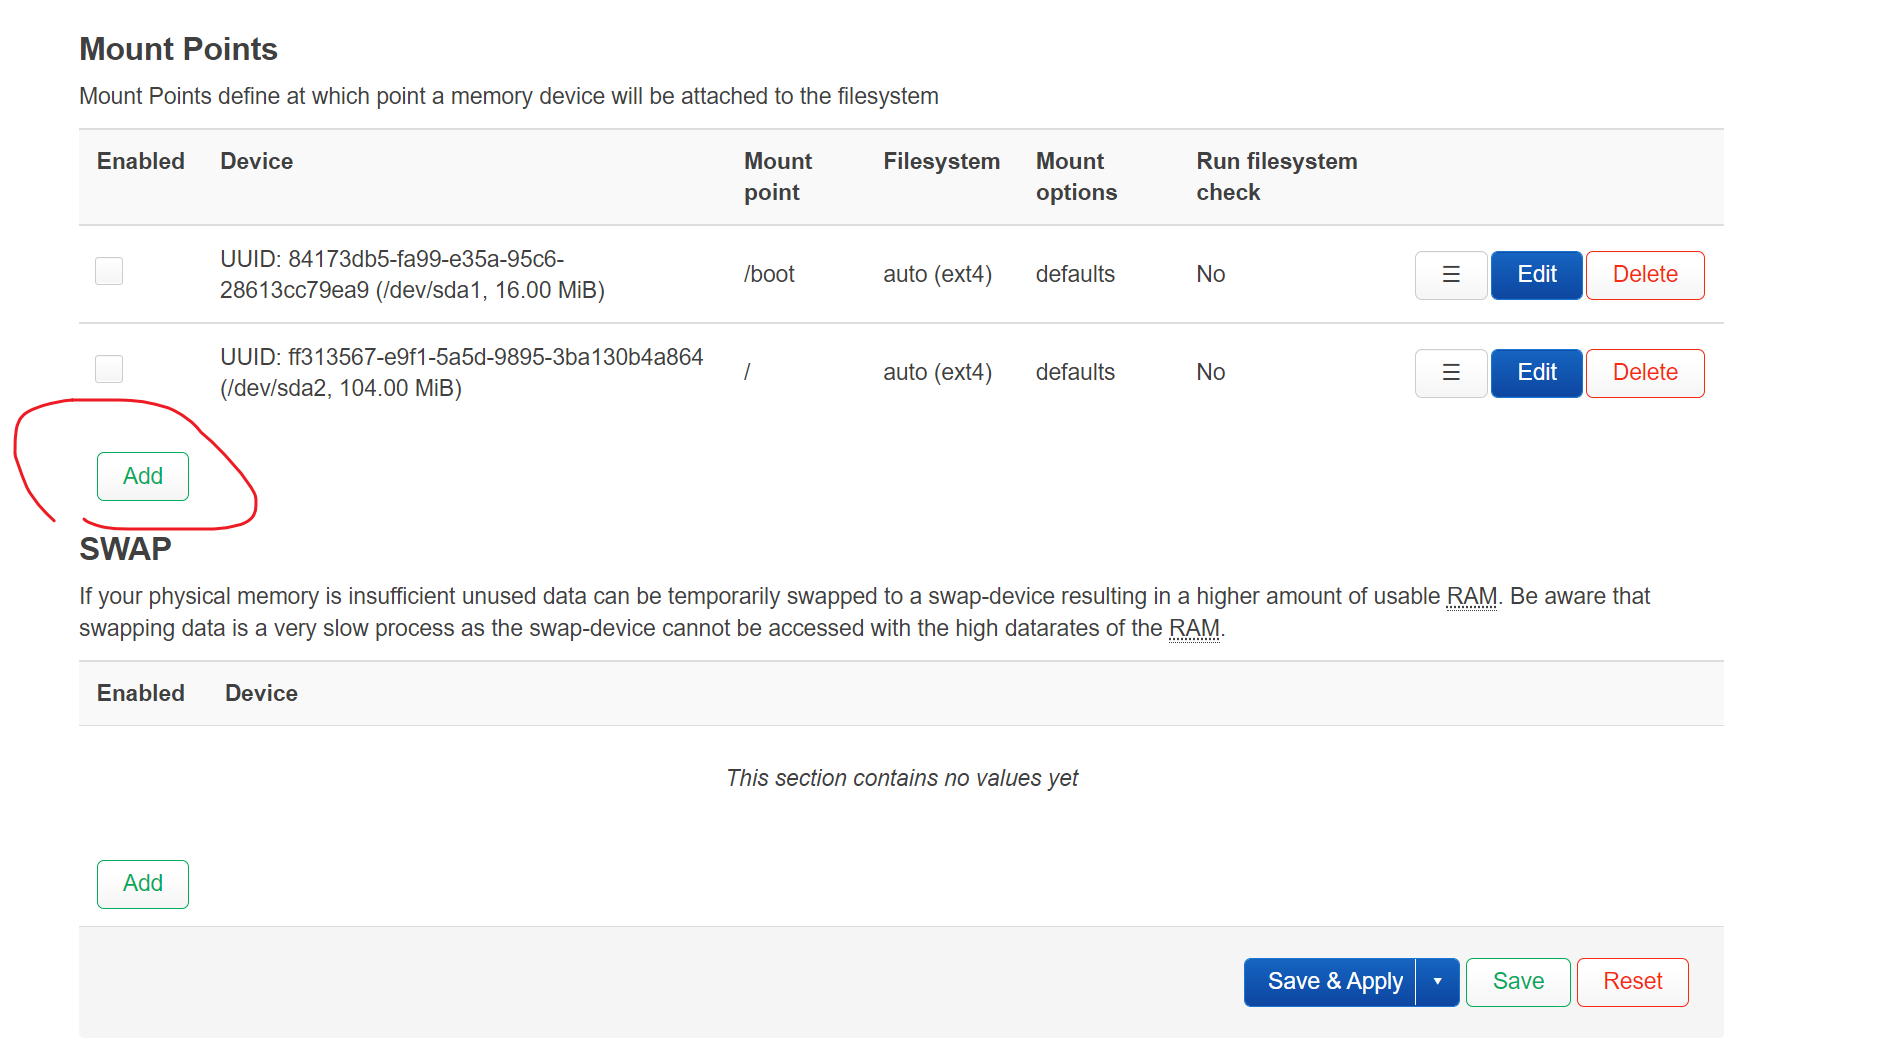 Mount Points
Mount Points define at which point a memory device will be attached to the filesystem
Enabled Device Mount point Filesystem Mount options Run filesystem check
UUID: 84173db5-fa99-e35a-95c6-
28613cc79ea9 (/dev/sda1, 16.00 MiB) /boot auto (ext4) defaults No ☰ Edit Delete
UUID: ff313567-e9f1-5a5d-9895-3ba130b4a864
(/dev/sda2, 104.00 MiB) / auto (ext4) defaults No ☰ Edit Delete
Add
SWAP
If your physical memory is insufficient unused data can be temporarily swapped to a swap-device resulting in a higher amount of usable RAM. Be aware that
swapping data is a very slow process as the swap-device cannot be accessed with the high datarates of the RAM.
Enabled Device
This section contains no values yet
Add
Save & Apply ▾ Save Reset